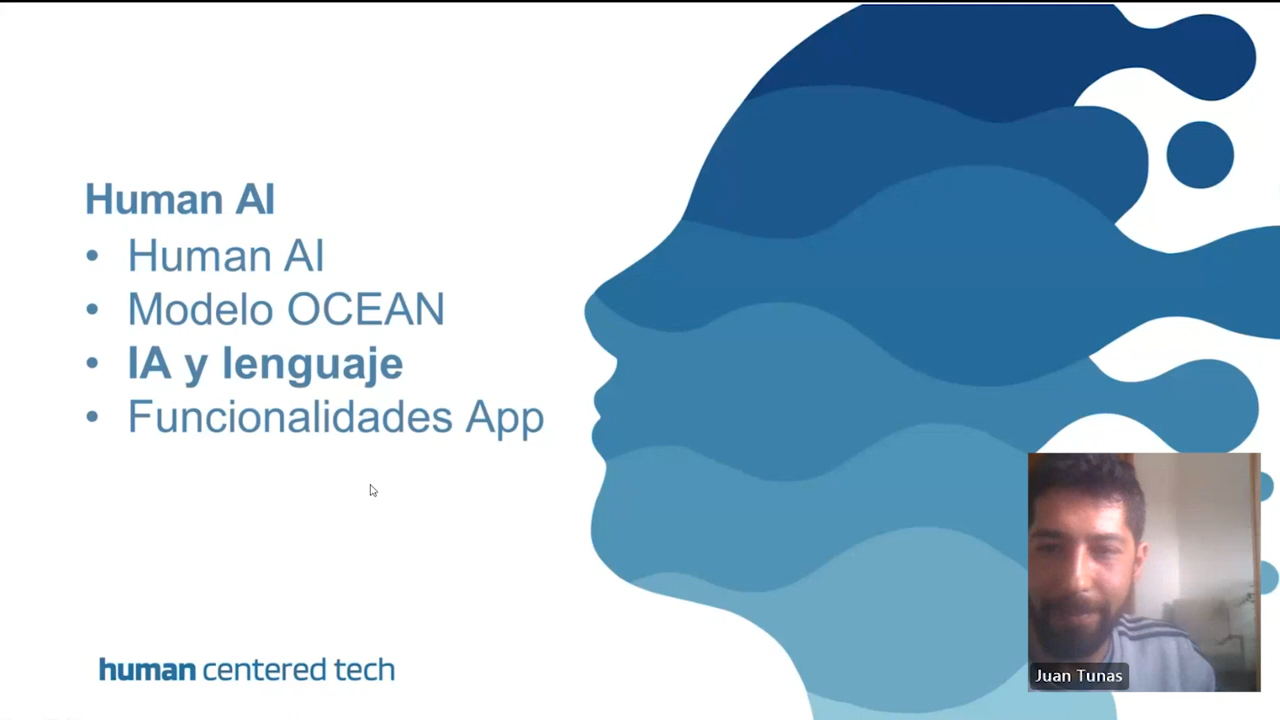 Human AI
• Human AI
• Modelo OCEAN
• IA y lenguaje
• Funcionalidades App
human centered tech
Juan Tunas